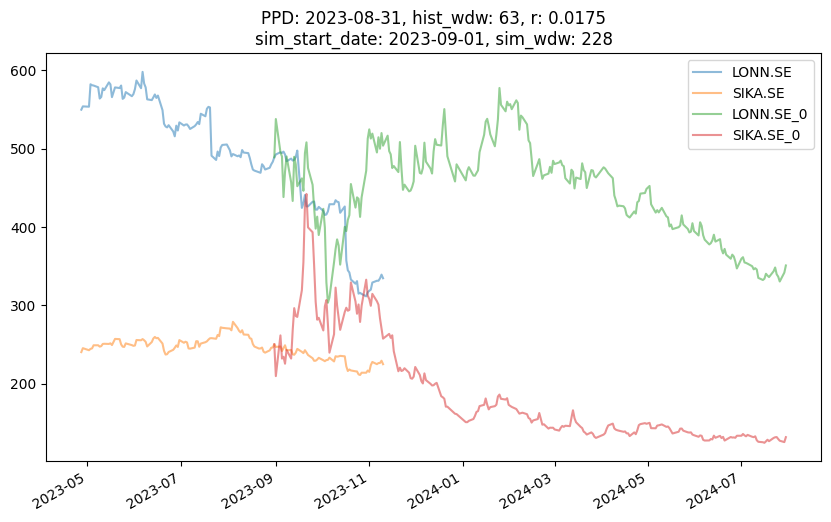 PPD: 2023-08-31, hist_wdw: 63, r: 0.0175
sim_start_date: 2023-09-01, sim_wdw: 228
LONN.SE
SIKA.SE
LONN.SE_0
SIKA.SE_0
600
500
400
300
200
2023-05
2023-07
2023-09
2023-11
2024-01
2024-03
2024-05
2024-07